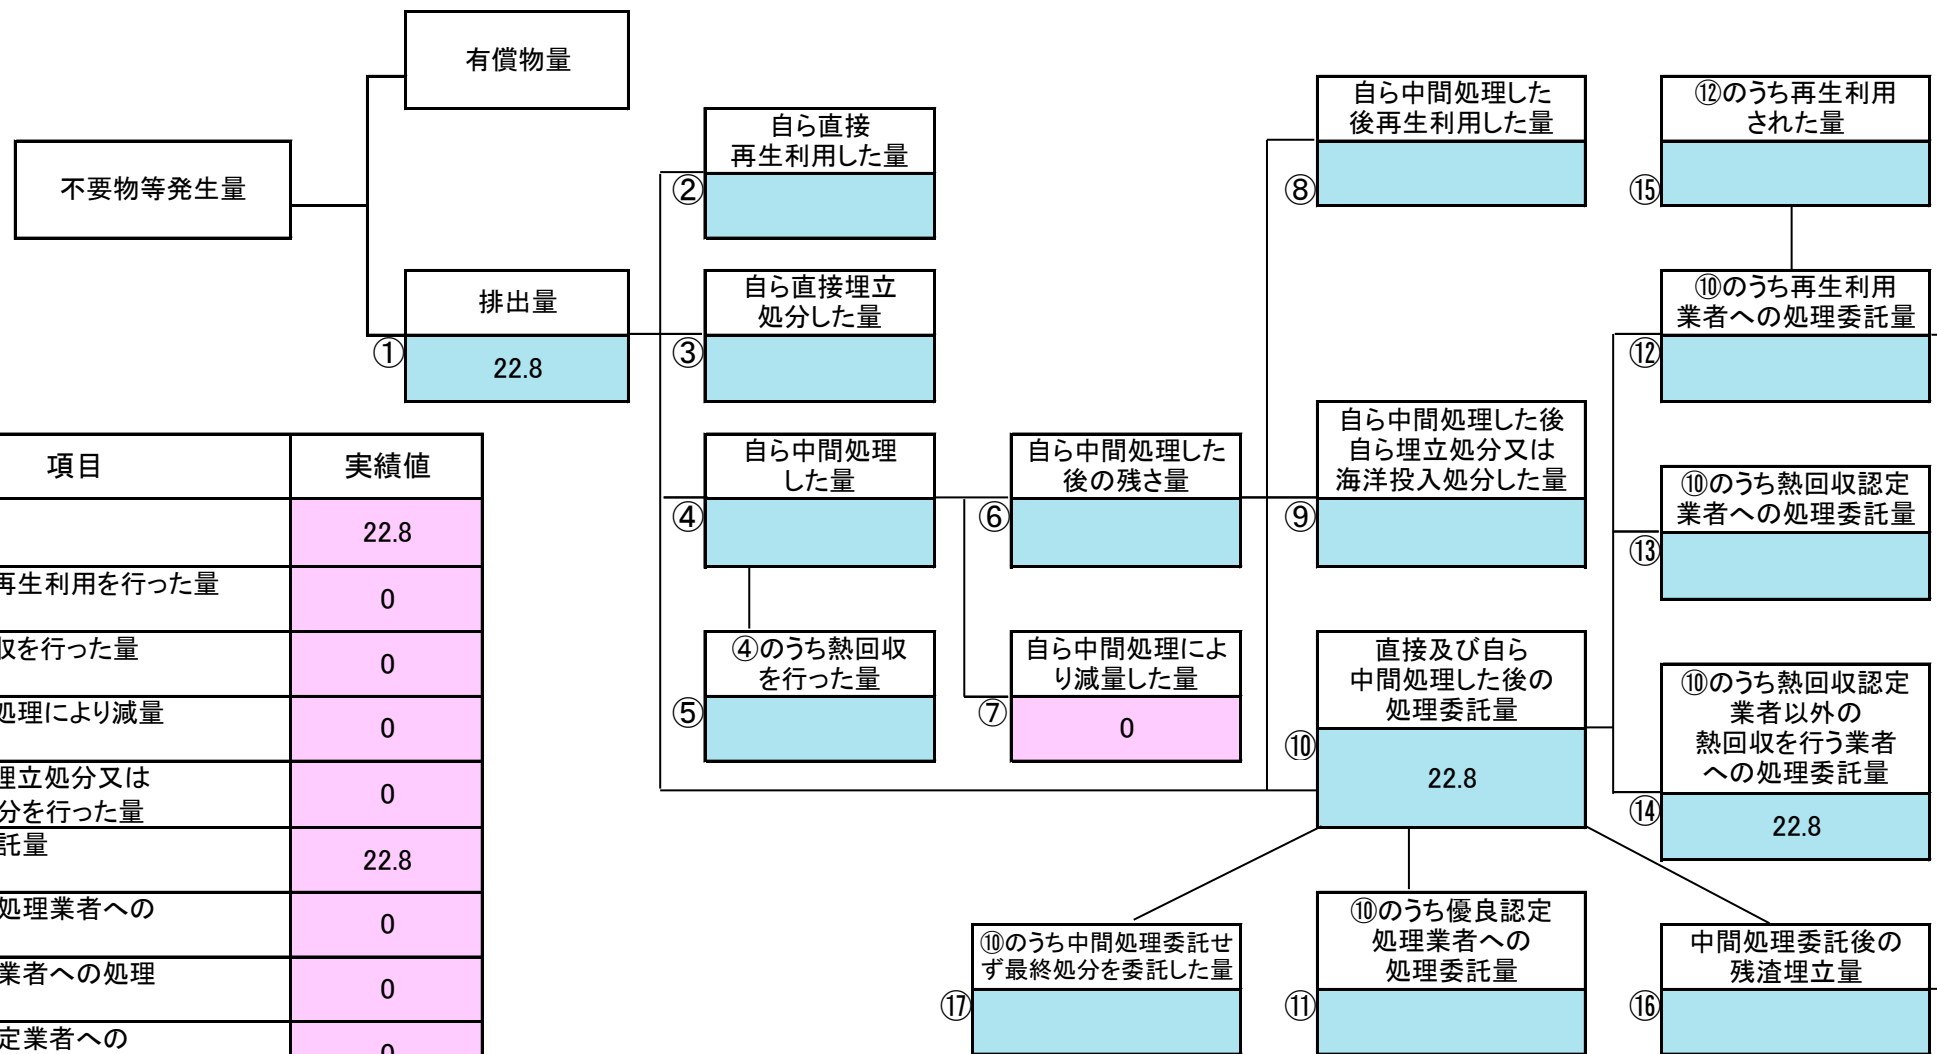 有償物量
不要物等発生量
排出量
①
22.8
自ら直接
再生利用した量
②
自ら直接埋立
処分した量
③
自ら中間処理
した量
④
④のうち熱回収
を行った量
⑤
自ら中間処理した
後の残さ量
⑥
自ら中間処理によ
り減量した量
⑦
0
自ら中間処理した
後再生利用した量
⑧
自ら中間処理した後
自ら埋立処分又は
海洋投入処分した量
⑨
直接及び自ら
中間処理した後の
処理委託量
⑩
22.8
⑫のうち再生利用
された量
⑮
⑩のうち再生利用
業者への処理委託量
⑫
⑩のうち熱回収認定
業者への処理委託量
⑬
⑩のうち熱回収認定
業者以外の
熱回収を行う業者
への処理委託量
⑭
22.8
⑩のうち中間処理委託せ
ず最終処分を委託した量
⑰
⑩のうち優良認定
処理業者への
処理委託量
⑪
中間処理委託後の
残渣埋立量
⑯
項目 実績値
22.8
再生利用を行った量 0
収を行った量 0
処理により減量 0
埋立処分又は
分を行った量 0
託量 22.8
処理業者への 0
業者への処理 0
定業者への 0